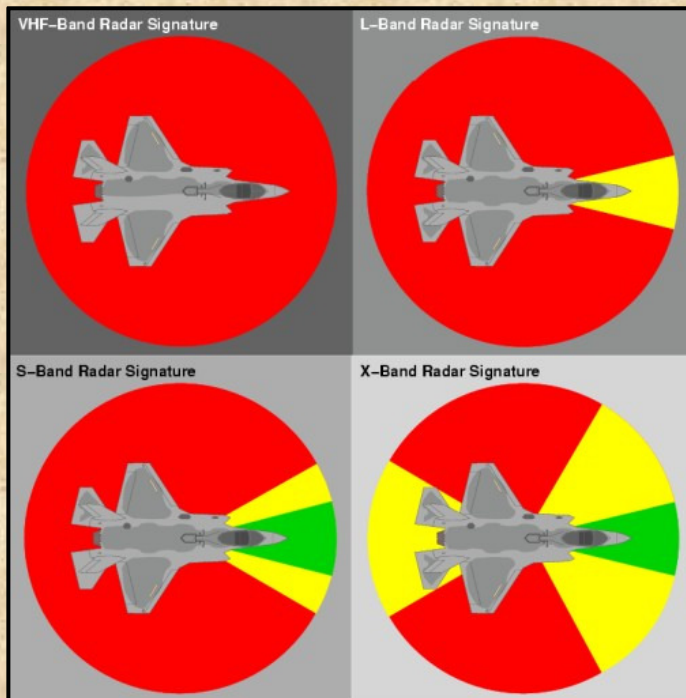 VHF-Band Radar Signature
L-Band Radar Signature
S-Band Radar Signature
X-Band Radar Signature